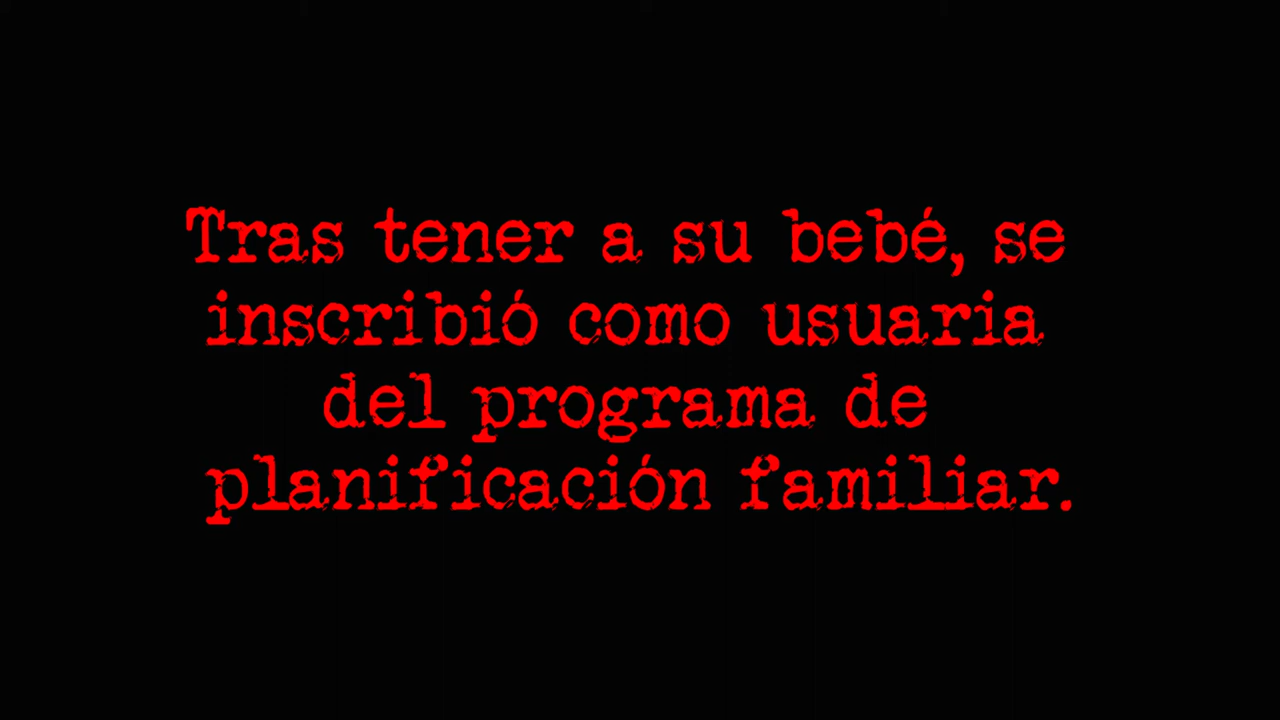 Tras tener a su bebé, se
inscribió como usuaria
del programa de
planificación familiar.